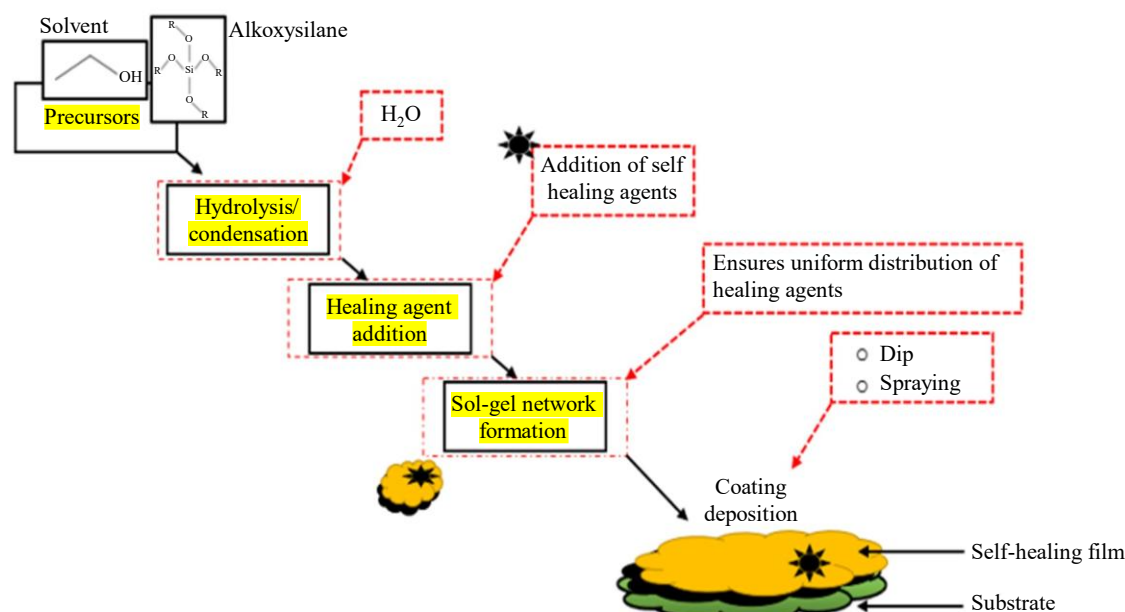 Solvent
Alkoxysilane
OH
R
O
R
O
Si
O
R
O
R
Precursors
H₂O
Addition of self
healing agents
Hydrolysis/
condensation
Ensures uniform distribution of
healing agents
Healing agent
addition
Dip
Spraying
Sol-gel network
formation
Coating
deposition
Self-healing film
Substrate